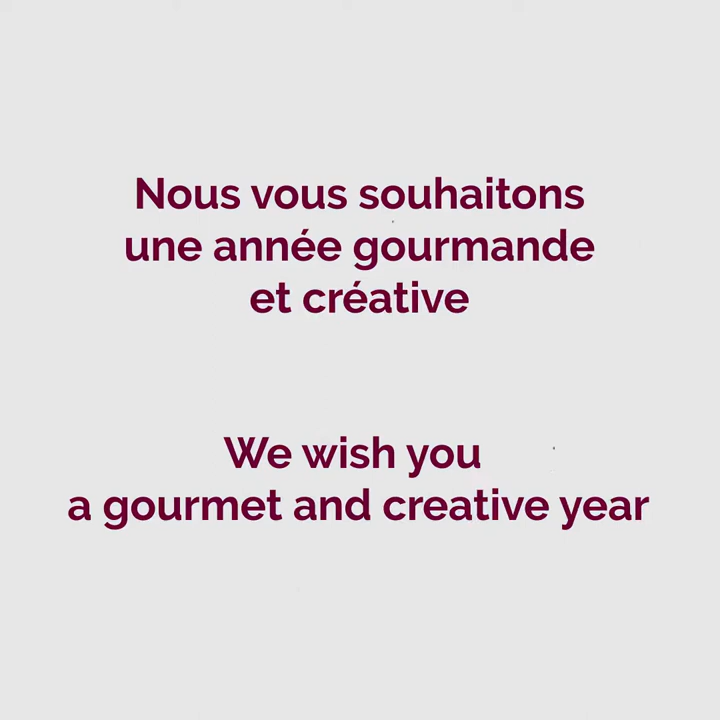 Nous vous souhaitons
une année gourmande
et créative
We wish you
a gourmet and creative year